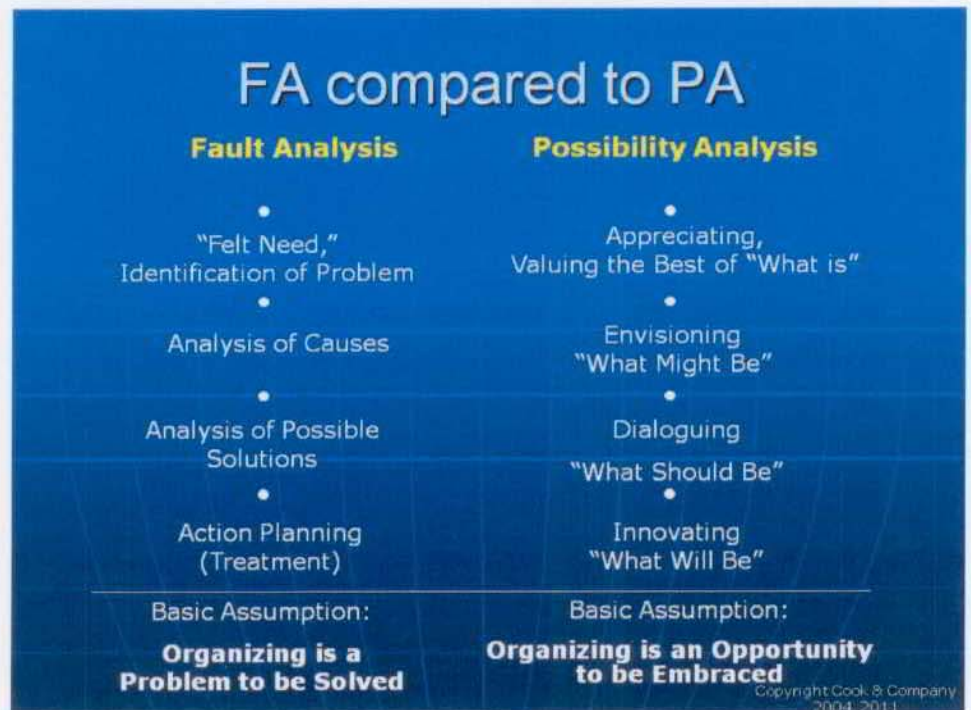 FA compared to PA
Fault Analysis
• 
"Felt Need,"
Identification of Problem
• 
Analysis of Causes
• 
Analysis of Possible
Solutions
• 
Action Planning
(Treatment)
Basic Assumption:
Organizing is a
Problem to be Solved
Possibility Analysis
• 
Appreciating,
Valuing the Best of "What is"
• 
Envisioning
"What Might Be"
• 
Dialoguing
"What Should Be"
• 
Innovating
"What Will Be"
Basic Assumption:
Organizing is an Opportunity
to be Embraced
Copyright Cook & Company
2004-2011